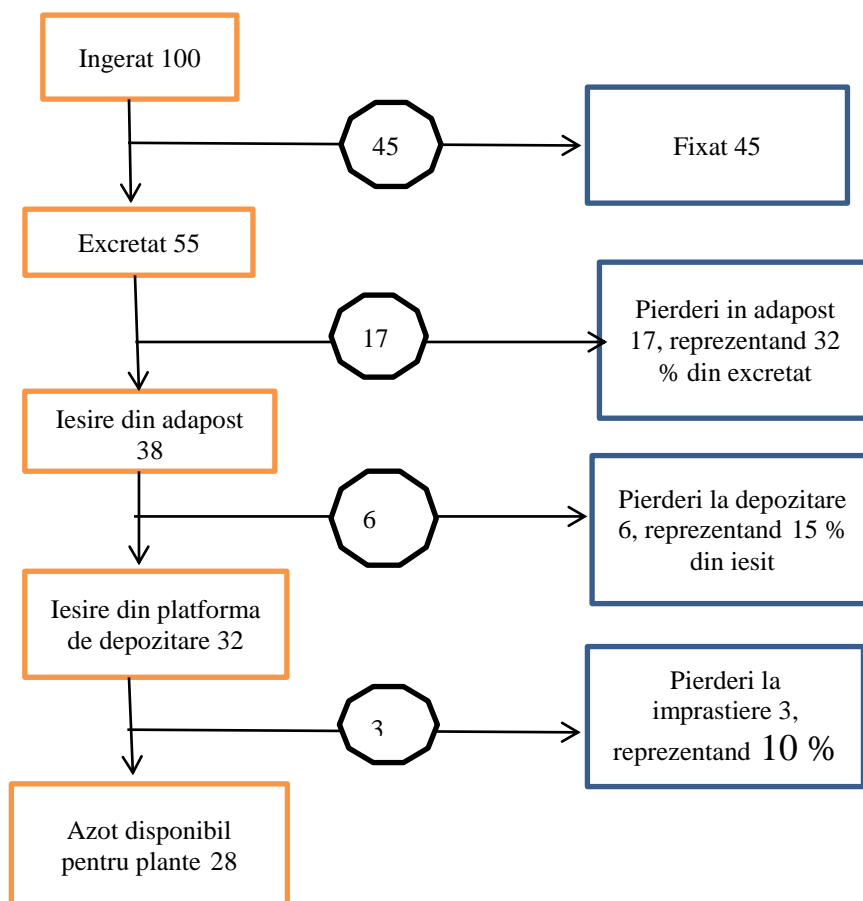 Ingerat 100
45
Fixat 45
Excretat 55
Pierderi in adapost
17, reprezentand 32
% din excretat
17
Iesire din adapost
38
Pierderi la depozitare
6, reprezentand 15 %
din iesit
6
Iesire din platforma
de depozitare 32
Pierderi la
imprastiere 3,
reprezentand 10 %
3
Azot disponibil
pentru plante 28